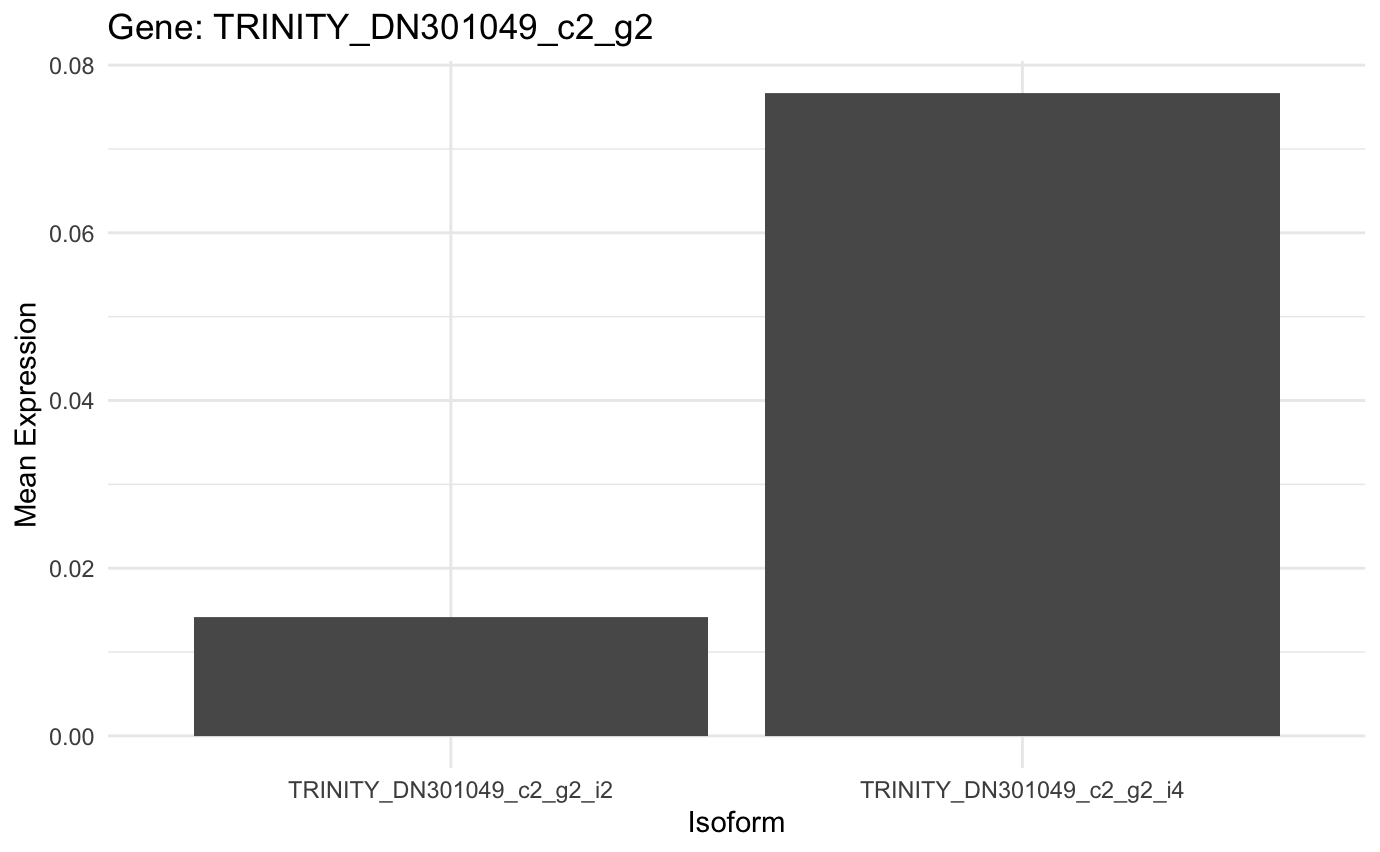 Gene: TRINITY_DN301049_c2_g2
0.08
0.06
0.04
0.02
0.00
Mean Expression
TRINITY_DN301049_c2_g2_i2
TRINITY_DN301049_c2_g2_i4
Isoform